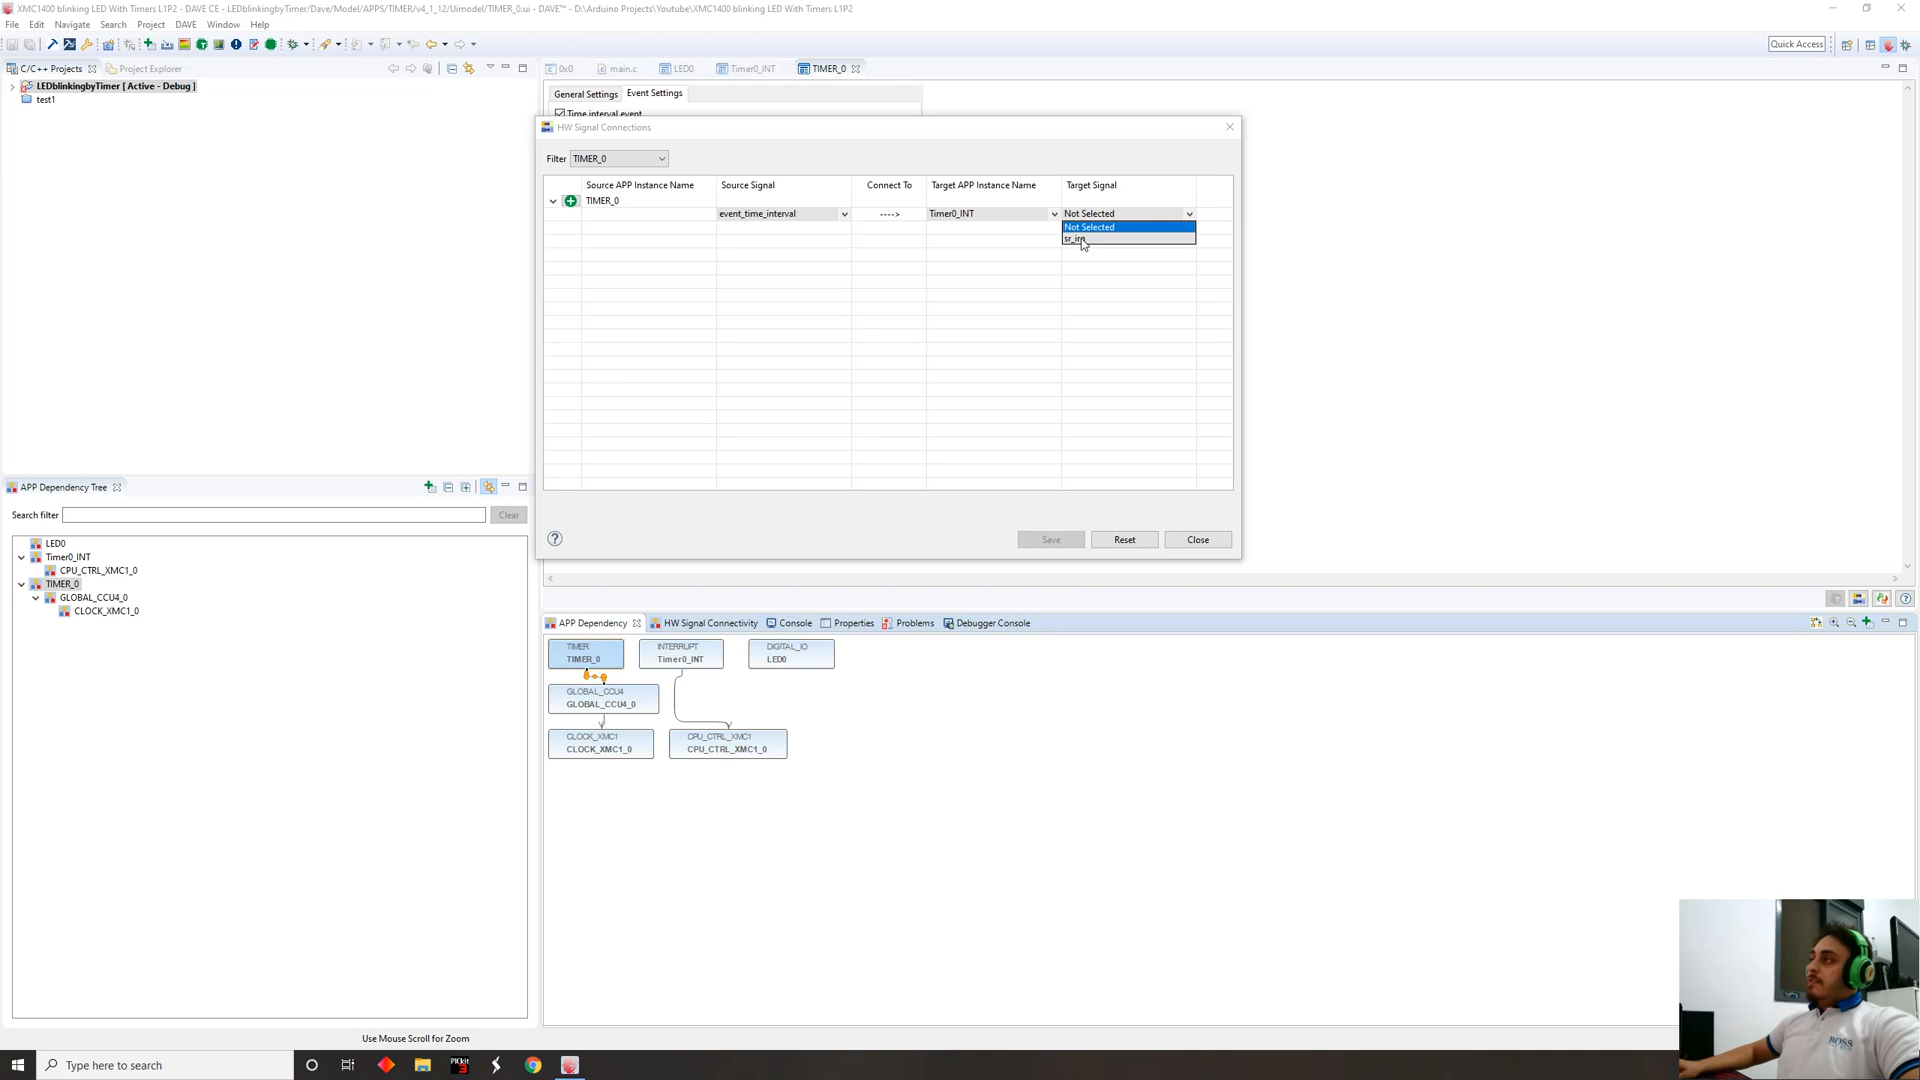 XMC1400 blinking LED With Timers L1P2 - DAVE CE - LEDblinkingbyTimer/Dave/Model/APPS/TIMER/v4_1_12/Uimodel/TIMER_0.ui - DAVE™ - D:\Arduino Projects\Youtube\XMC1400 blinking LED With Timers L1P2
File Edit Navigate Search Project DAVE Window Help
Quick Access
C/C++ Projects Project Explorer
0x0 main.c LED0 Timer0_INT TIMER_0
LEDblinkingbyTimer [ Active - Debug ]
test1
General Settings Event Settings
Time interval event
HW Signal Connections
Filter TIMER_0
Source APP Instance Name Source Signal Connect To Target APP Instance Name Target Signal
TIMER_0
event_time_interval ----> Timer0_INT Not Selected
Not Selected
sr_irq
Save Reset Close
APP Dependency Tree
Search filter Clear
LED0
Timer0_INT
CPU_CTRL_XMC1_0
TIMER_0
GLOBAL_CCU4_0
CLOCK_XMC1_0
APP Dependency HW Signal Connectivity Console Properties Problems Debugger Console
TIMER
TIMER_0
INTERRUPT
Timer0_INT
DIGITAL_IO
LED0
GLOBAL_CCU4
GLOBAL_CCU4_0
CLOCK_XMC1
CLOCK_XMC1_0
CPU_CTRL_XMC1
CPU_CTRL_XMC1_0
Use Mouse Scroll for Zoom
Type here to search
PICkit
3
BOSS